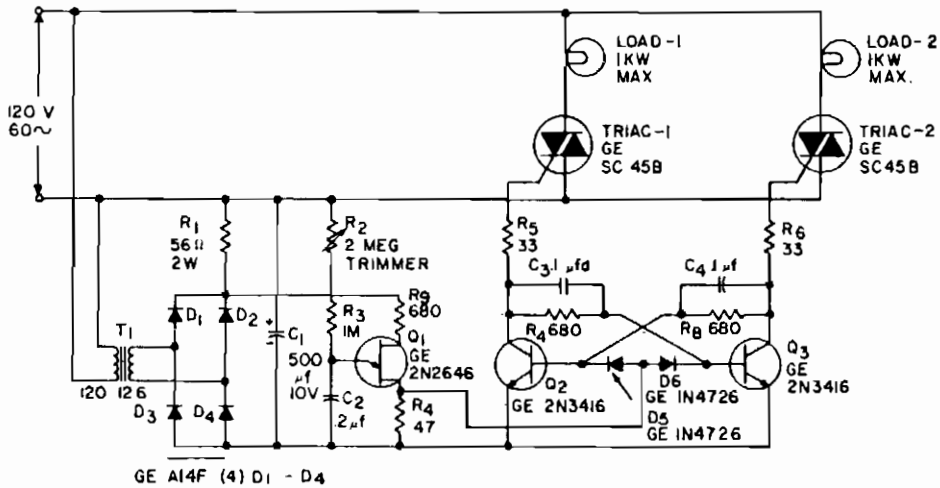 LOAD-1
1KW
MAX
LOAD-2
1KW
MAX.
120 V
60~
TRIAC-1
GE
SC 45B
TRIAC-2
GE
SC45B
R1
56Ω
2W
R2
2 MEG
TRIMMER
R5
33
R6
33
C3 .1 µfd
C4 .1 µf
D1
D2
R3
1M
R9
680
R4
680
R8
680
T1
120
126
C1
+
-
500
µf
10V
Q1
GE
2N2646
Q2
GE 2N3416
D6
GE 1N4726
Q3
GE
2N3416
D3
D4
C2
.2µf
R4
47
D5
GE 1N4726
GE A14F (4) D1 - D4